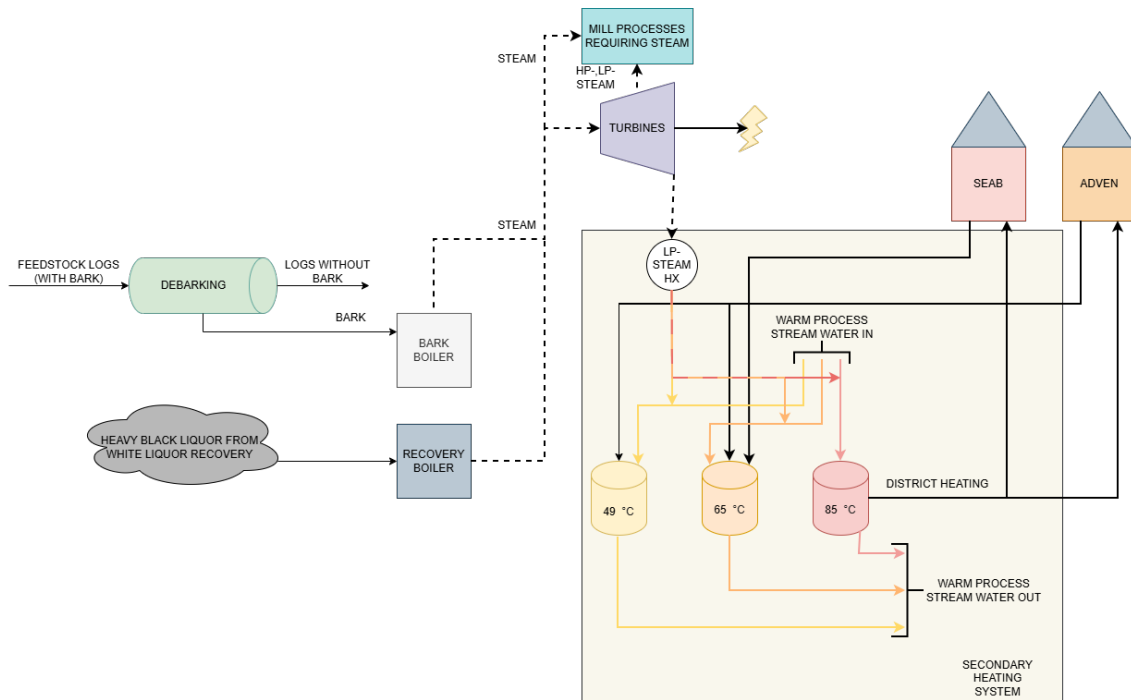 MILL PROCESSES
REQUIRING STEAM
STEAM
HP-,LP-
STEAM
TURBINES
SEAB
ADVEN
STEAM
LP-
STEAM
HX
FEEDSTOCK LOGS
(WITH BARK)
DEBARKING
LOGS WITHOUT
BARK
BARK
BARK
BOILER
WARM PROCESS
STREAM WATER IN
HEAVY BLACK LIQUOR FROM
WHITE LIQUOR RECOVERY
RECOVERY
BOILER
49 °C
65 °C
85 °C
DISTRICT HEATING
WARM PROCESS
STREAM WATER OUT
SECONDARY
HEATING
SYSTEM